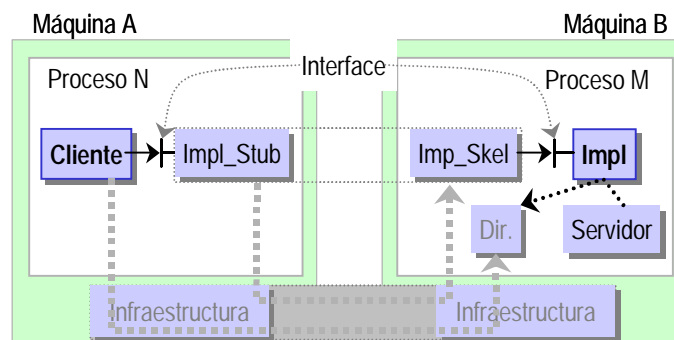 Máquina A
Máquina B
Proceso N
Interface
Proceso M
Cliente
Impl_Stub
Imp_Skel
Impl
Dir.
Servidor
Infraestructura
Infraestructura